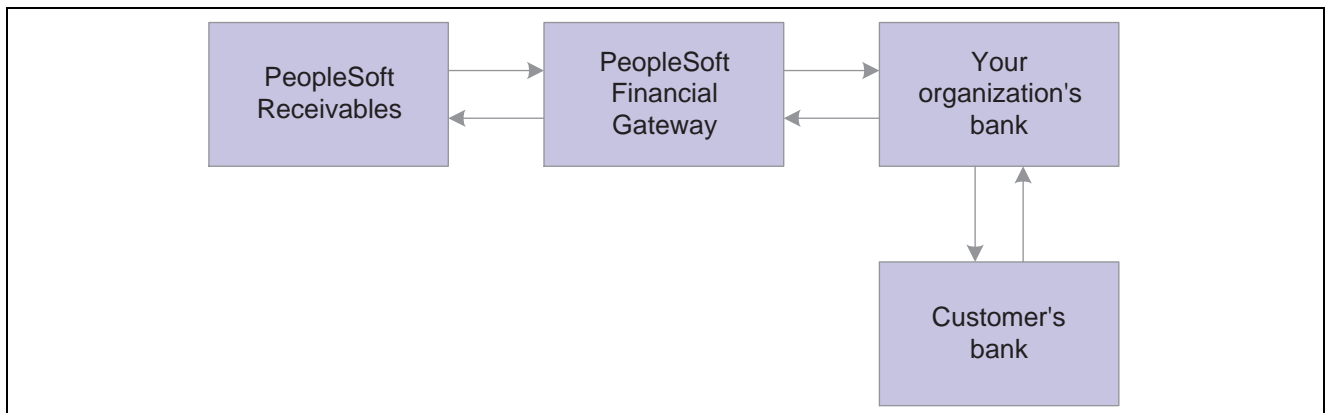 PeopleSoft
Receivables
PeopleSoft
Financial
Gateway
Your
organization's
bank
Customer's
bank